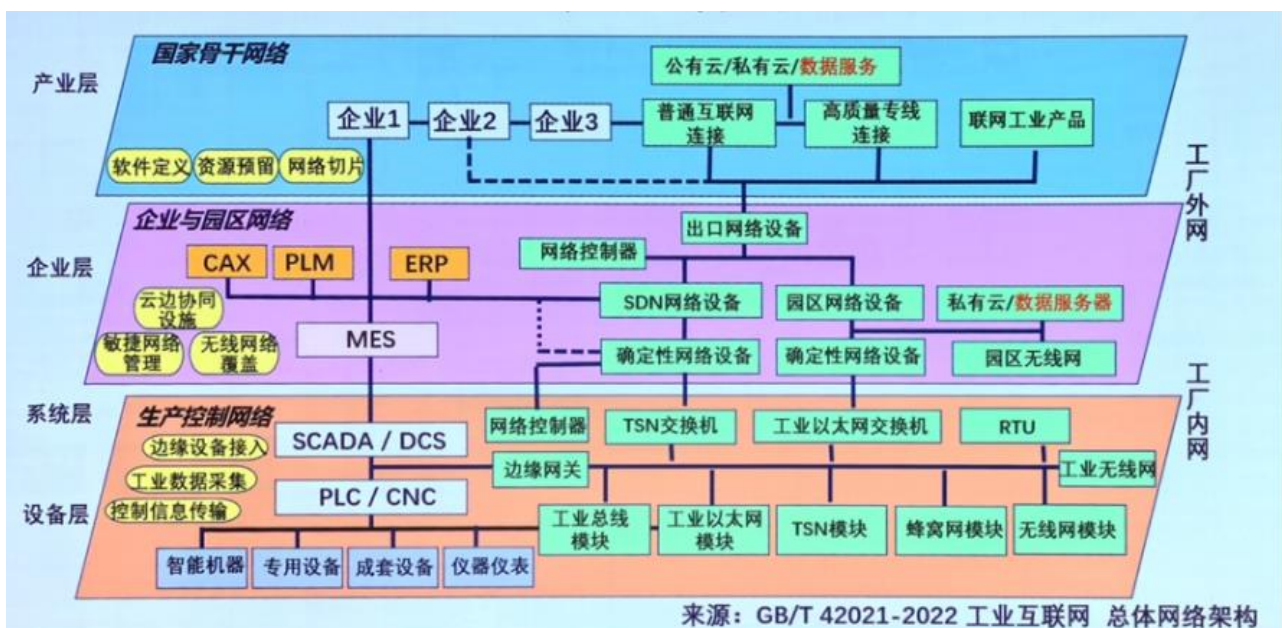 国家骨干网络
产业层
公有云/私有云/数据服务
企业1
企业2
企业3
普通互联网
连接
高质量专线
连接
联网工业产品
软件定义
资源预留
网络切片
工厂外网
企业与园区网络
企业层
出口网络设备
网络控制器
CAX
PLM
ERP
SDN网络设备
园区网络设备
私有云/数据服务器
云边协同
设施
MES
敏捷网络
管理
无线网络
覆盖
确定性网络设备
确定性网络设备
园区无线网
工厂内网
系统层
生产控制网络
网络控制器
TSN交换机
工业以太网交换机
RTU
边缘设备接入
SCADA / DCS
边缘网关
工业无线网
工业数据采集
PLC / CNC
设备层
控制信息传输
工业总线
模块
工业以太网
模块
TSN模块
蜂窝网模块
无线网模块
智能机器
专用设备
成套设备
仪器仪表
来源：GB/T 42021-2022 工业互联网 总体网络架构